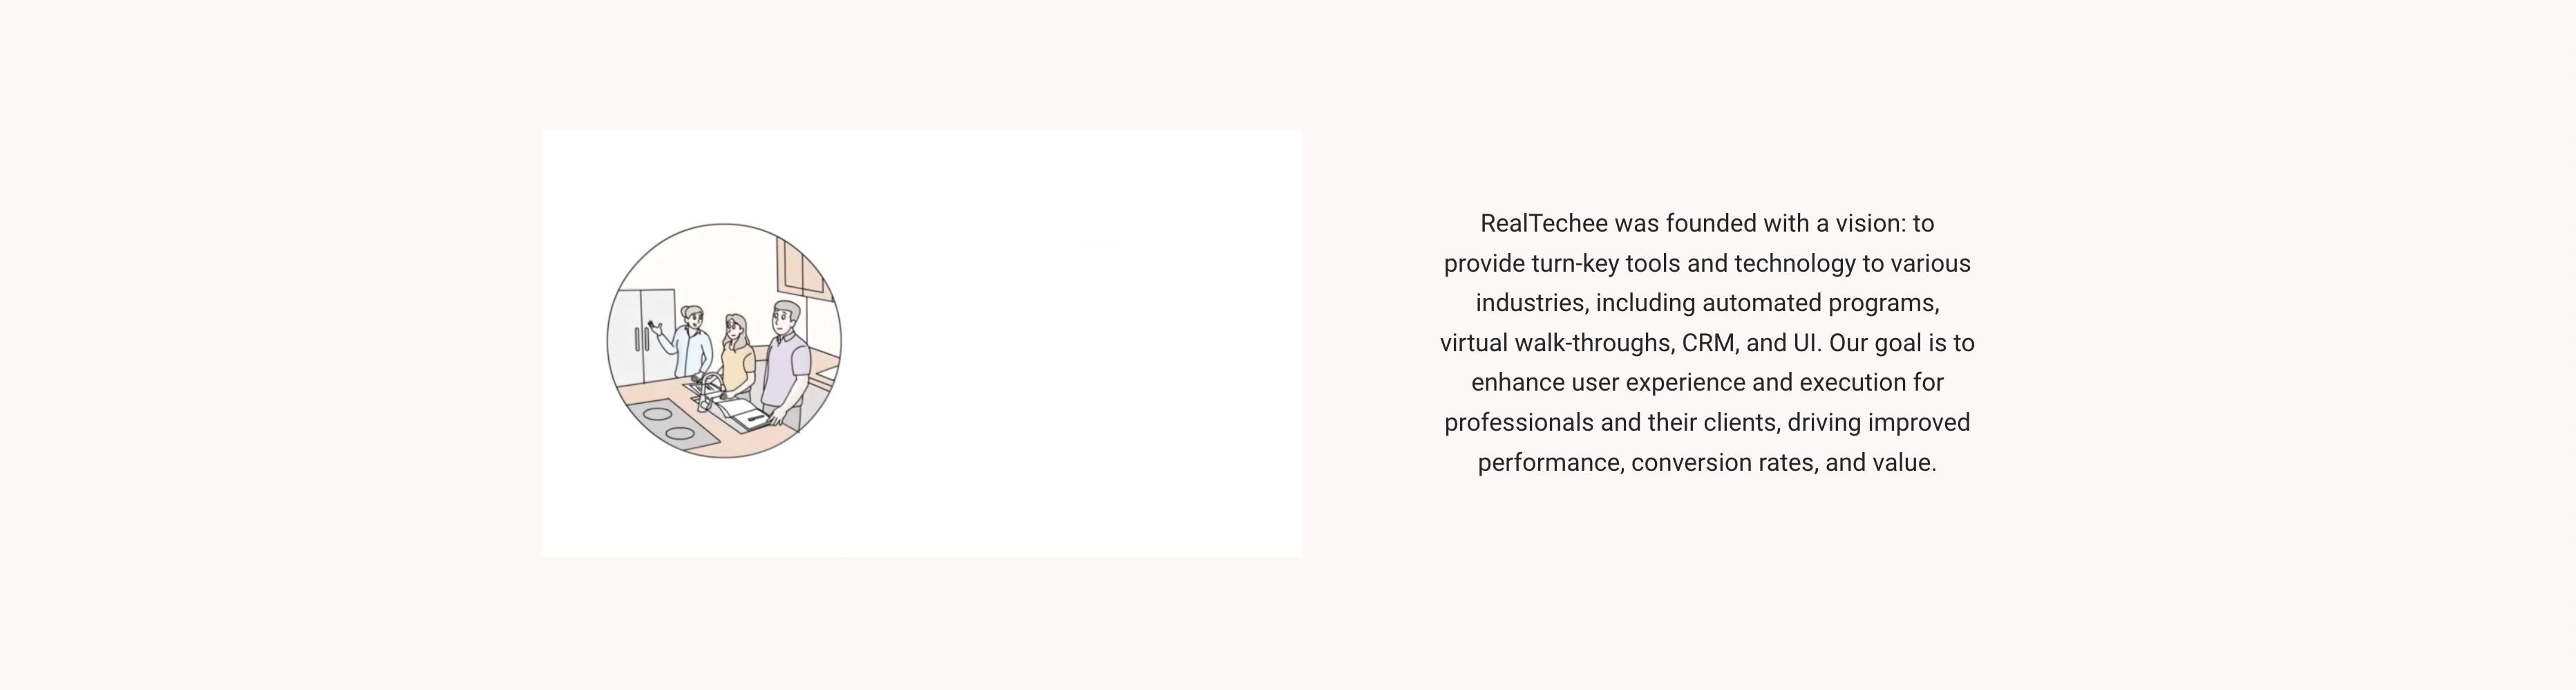 RealTechee was founded with a vision: to
provide turn-key tools and technology to various
industries, including automated programs,
virtual walk-throughs, CRM, and UI. Our goal is to
enhance user experience and execution for
professionals and their clients, driving improved
performance, conversion rates, and value.